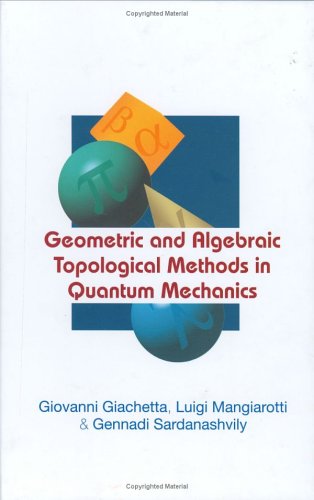 Copyrighted Material
β α
π
Geometric and Algebraic
Topological Methods in
Quantum Mechanics
Giovanni Giachetta, Luigi Mangiarotti
& Gennadi Sardanashvily
Copyrighted Material